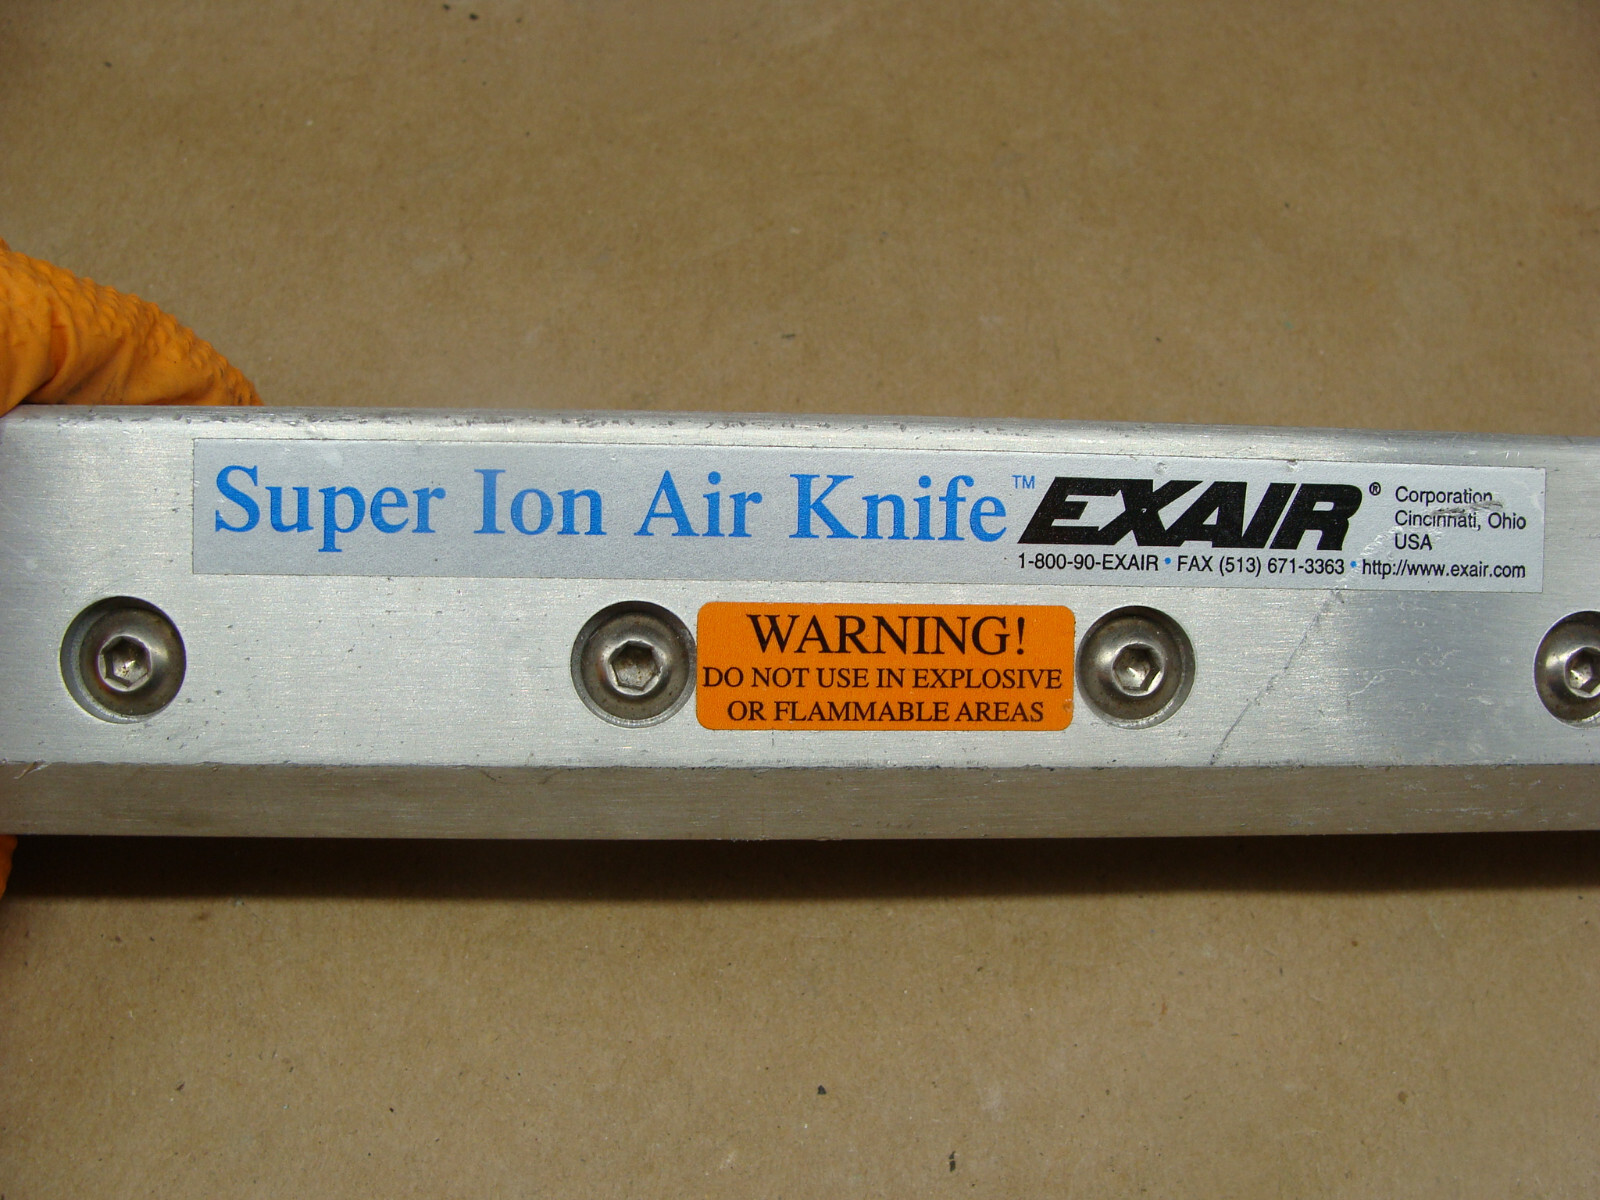 Super Ion Air Knife™ EXAIR® Corporation
Cincinnati, Ohio
USA
1-800-90-EXAIR • FAX (513) 671-3363 • http://www.exair.com
WARNING!
DO NOT USE IN EXPLOSIVE
OR FLAMMABLE AREAS